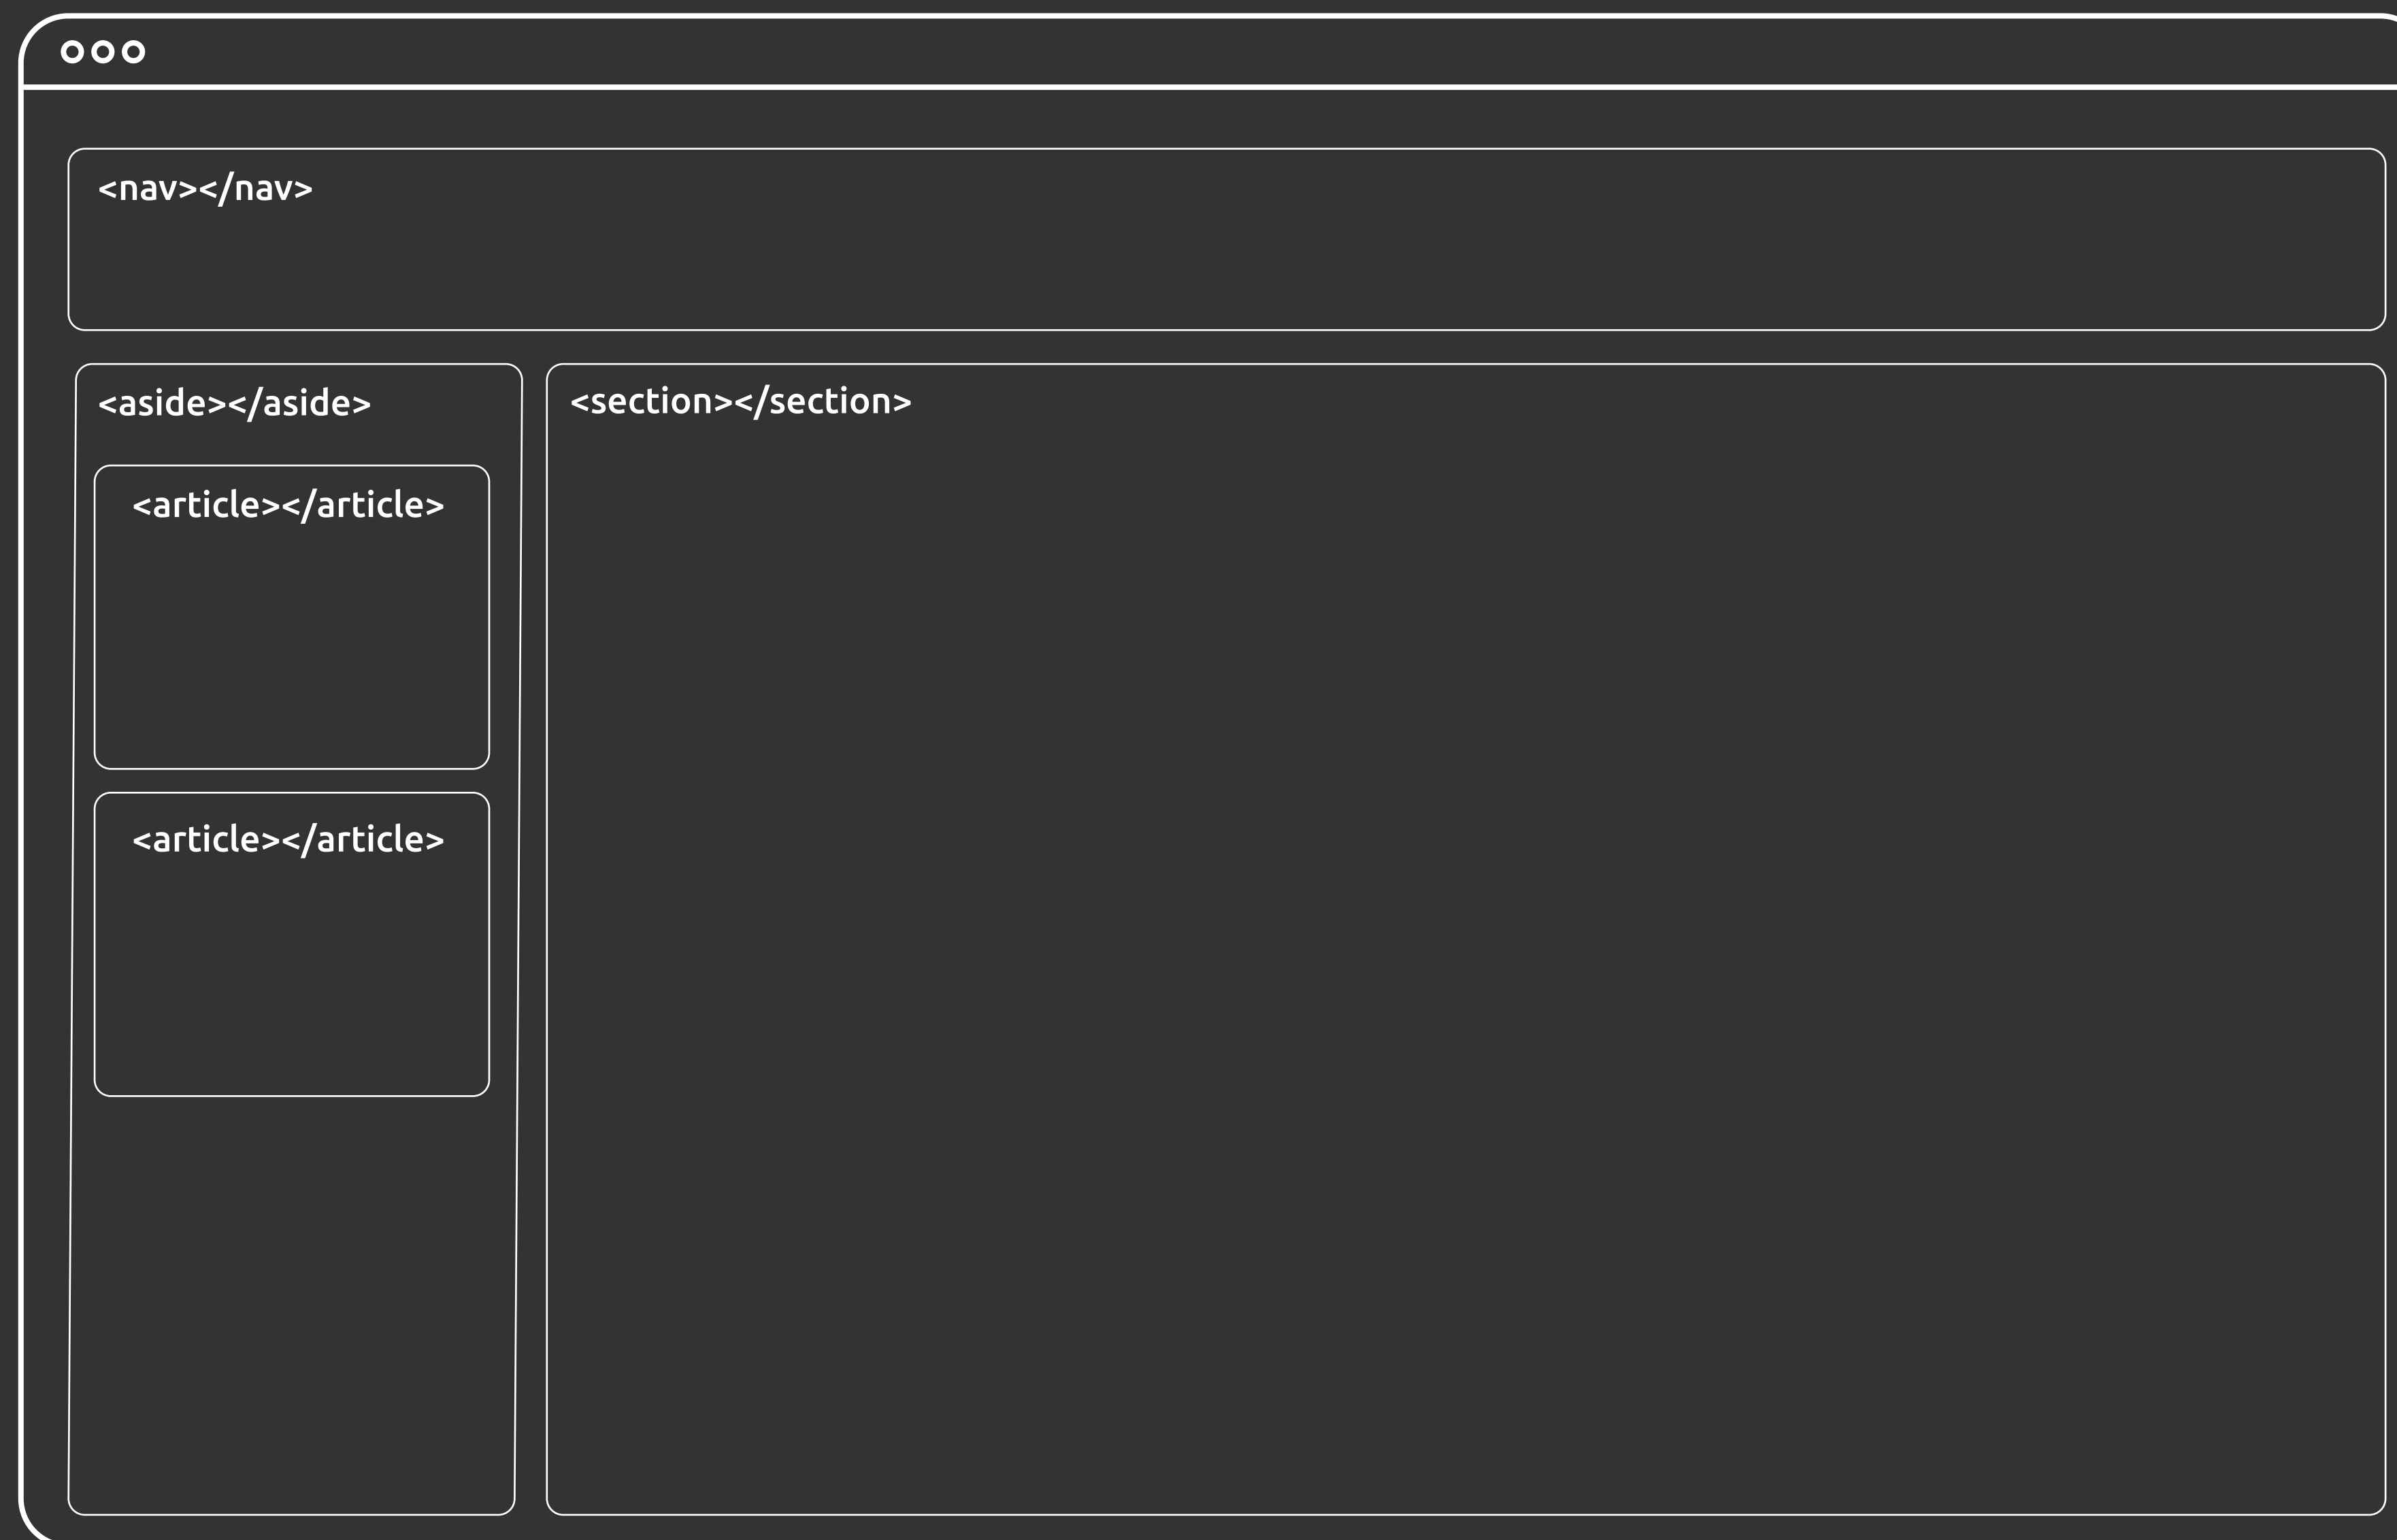 <nav></nav>
<aside></aside>
<section></section>
<article></article>
<article></article>